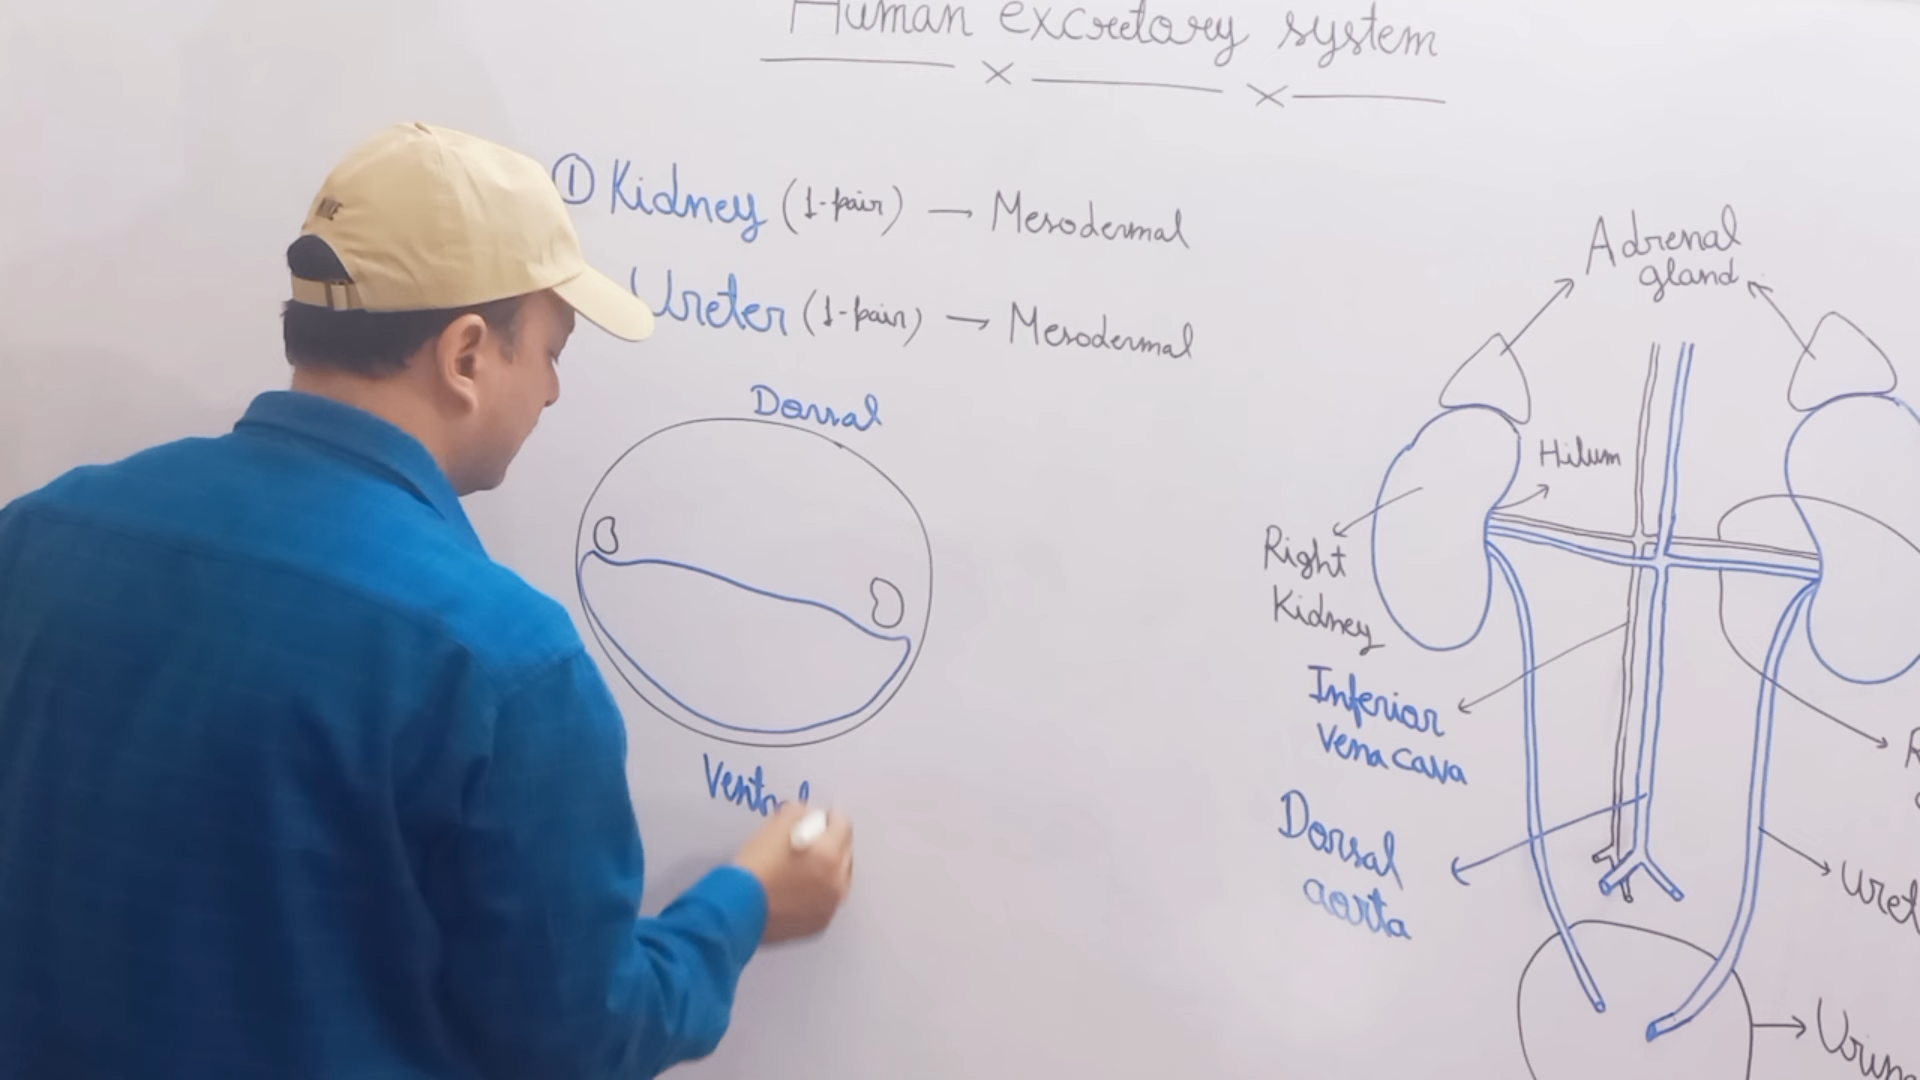 Human excretory system
① Kidney (1-pair) → Mesodermal
Ureter (1-pair) → Mesodermal
Dorsal
Ventral
Adrenal
gland
Hilum
Right
Kidney
Inferior
vena cava
Dorsal
aorta